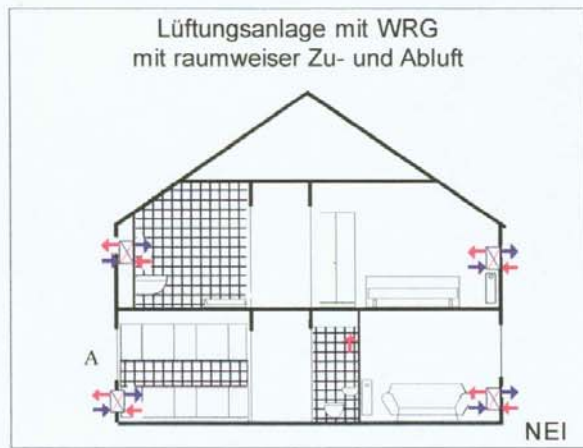 Lüftungsanlage mit WRG
mit raumweiser Zu- und Abluft
A
NEI